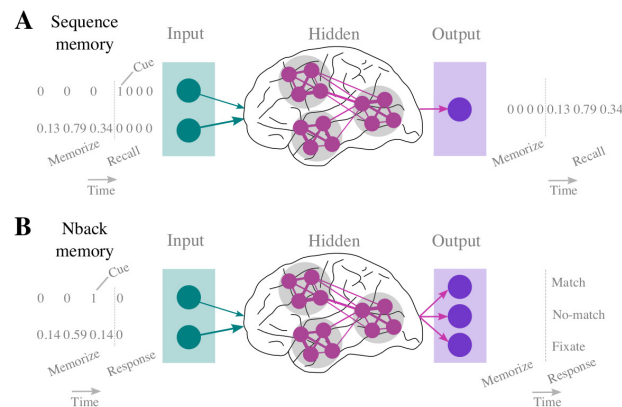 A
Sequence
memory
Input
Hidden
Output
Cue
0 0 0 1 0 0 0
0.13 0.79 0.34 0 0 0 0
0 0 0 0 0.13 0.79 0.34
Memorize
Recall
Time
Memorize
Recall
Time
B
Nback
memory
Input
Hidden
Output
Cue
0 0 1 0
0.14 0.59 0.14 0
Match
No-match
Fixate
Memorize
Response
Time
Memorize
Response
Time